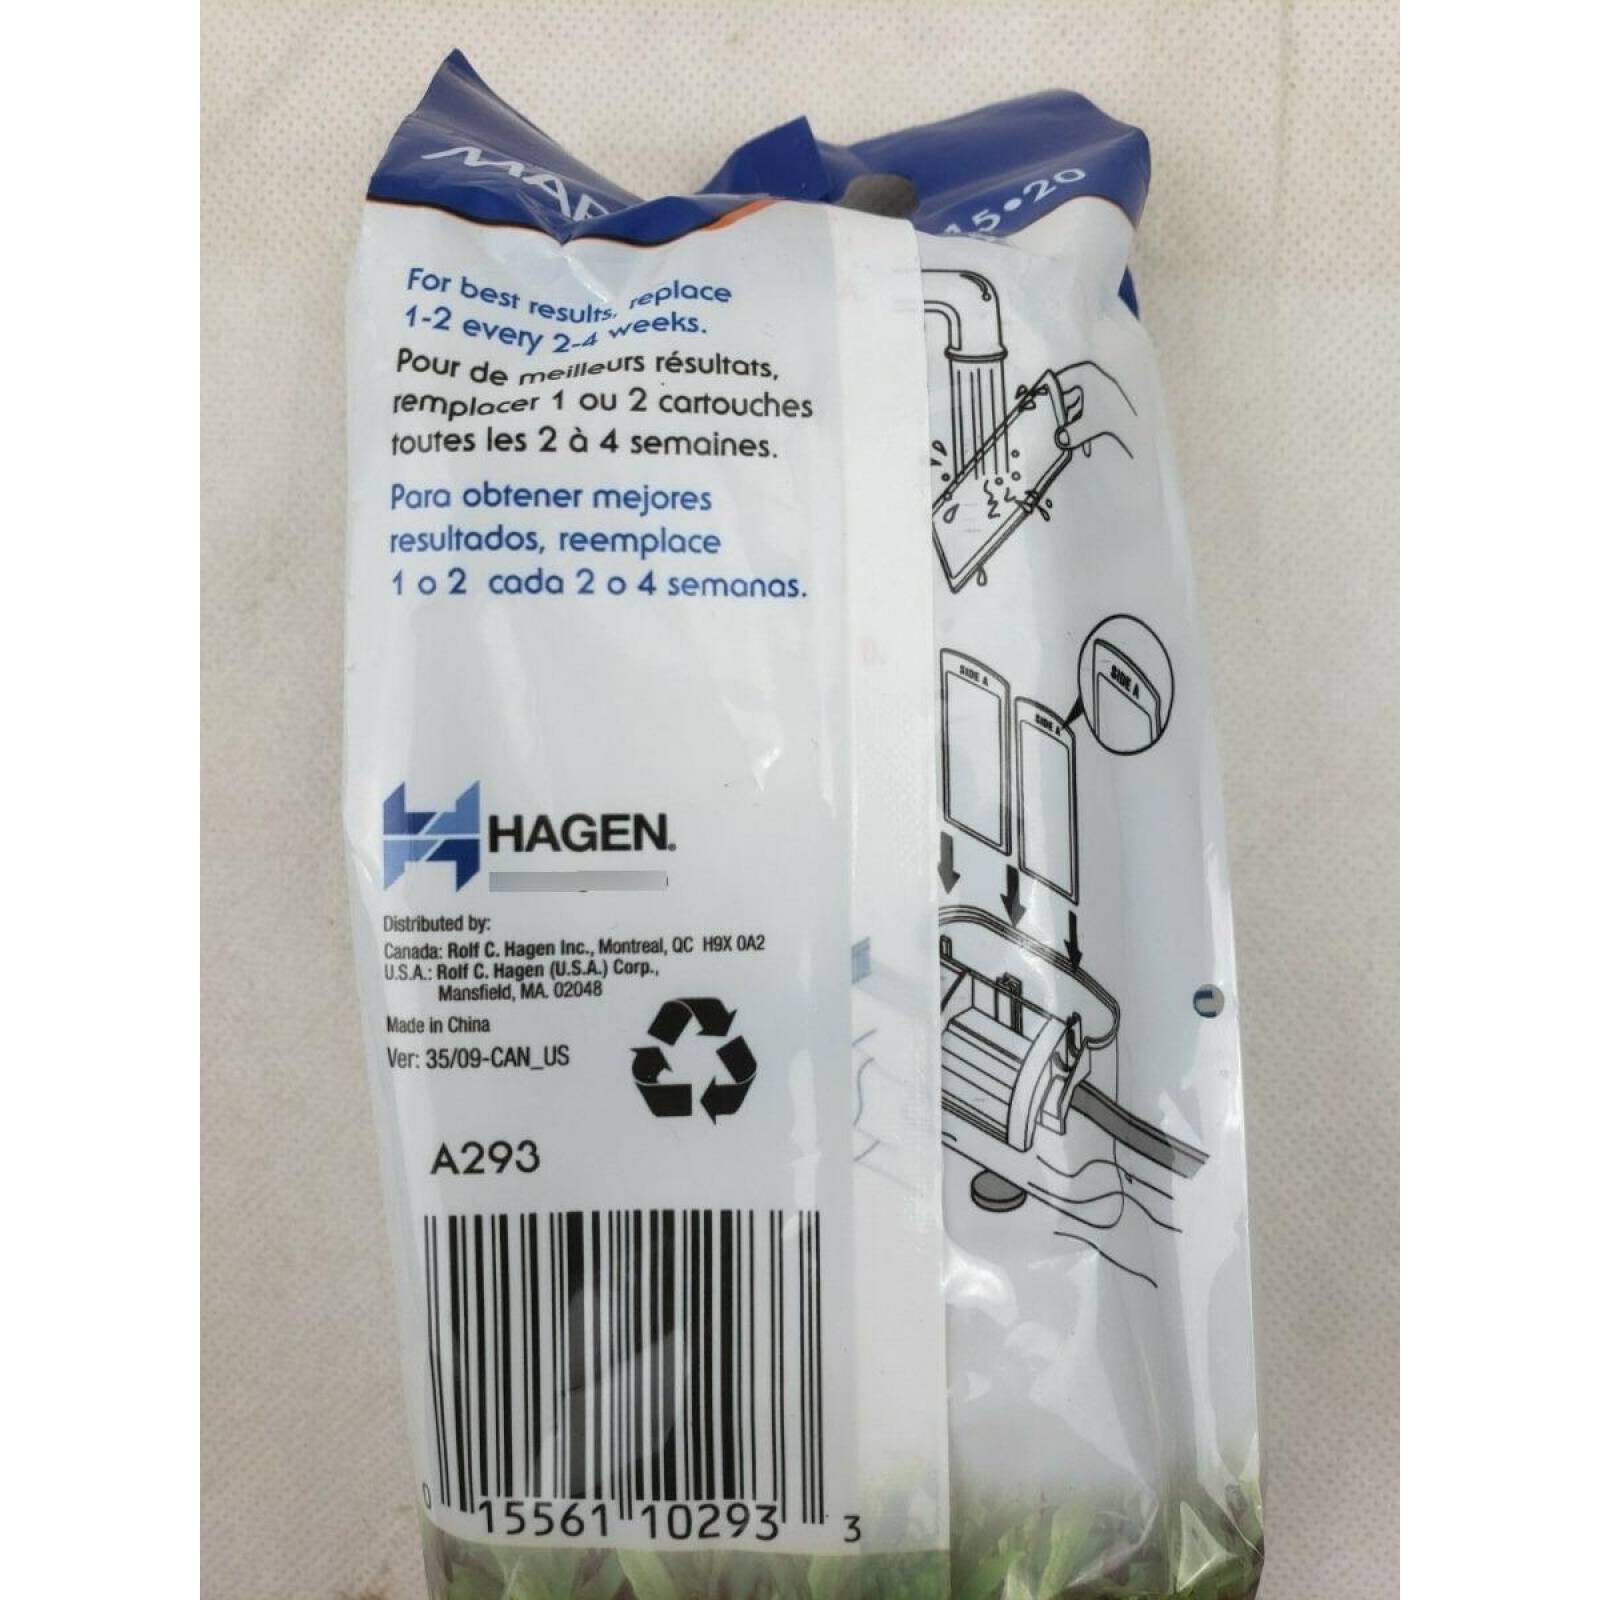 MAR
15•20
For best results, replace
1-2 every 2-4 weeks.
Pour de meilleurs résultats,
remplacer 1 ou 2 cartouches
toutes les 2 à 4 semaines.
Para obtener mejores
resultados, reemplace
1 o 2 cada 2 o 4 semanas.
SIDE A
SIDE A
SIDE A
HAGEN®
Distributed by:
Canada: Rolf C. Hagen Inc., Montreal, QC H9X 0A2
U.S.A.: Rolf C. Hagen (U.S.A.) Corp.,
Mansfield, MA. 02048
Made in China
Ver: 35/09-CAN_US
A293
0 15561 10293 3